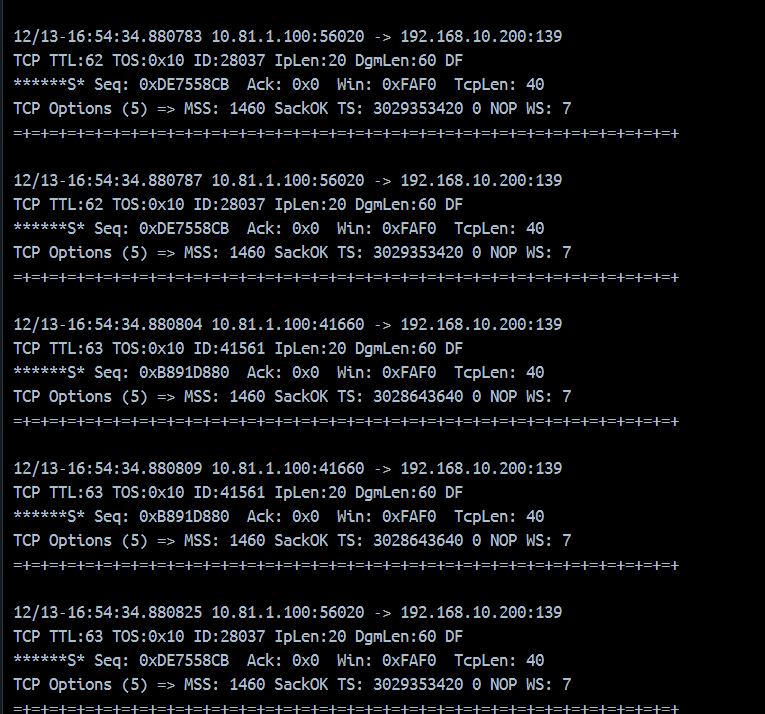 12/13-16:54:34.880783 10.81.1.100:56020 -> 192.168.10.200:139
TCP TTL:62 TOS:0x10 ID:28037 IpLen:20 DgmLen:60 DF
******S* Seq: 0xDE7558CB  Ack: 0x0  Win: 0xFAF0  TcpLen: 40
TCP Options (5) => MSS: 1460 SackOK TS: 3029353420 0 NOP WS: 7
=+=+=+=+=+=+=+=+=+=+=+=+=+=+=+=+=+=+=+=+=+=+=+=+=+=+=+=+=+=+=+=+=+=+=+=+=+

12/13-16:54:34.880787 10.81.1.100:56020 -> 192.168.10.200:139
TCP TTL:62 TOS:0x10 ID:28037 IpLen:20 DgmLen:60 DF
******S* Seq: 0xDE7558CB  Ack: 0x0  Win: 0xFAF0  TcpLen: 40
TCP Options (5) => MSS: 1460 SackOK TS: 3029353420 0 NOP WS: 7
=+=+=+=+=+=+=+=+=+=+=+=+=+=+=+=+=+=+=+=+=+=+=+=+=+=+=+=+=+=+=+=+=+=+=+=+=+

12/13-16:54:34.880804 10.81.1.100:41660 -> 192.168.10.200:139
TCP TTL:63 TOS:0x10 ID:41561 IpLen:20 DgmLen:60 DF
******S* Seq: 0xB891D880  Ack: 0x0  Win: 0xFAF0  TcpLen: 40
TCP Options (5) => MSS: 1460 SackOK TS: 3028643640 0 NOP WS: 7
=+=+=+=+=+=+=+=+=+=+=+=+=+=+=+=+=+=+=+=+=+=+=+=+=+=+=+=+=+=+=+=+=+=+=+=+=+

12/13-16:54:34.880809 10.81.1.100:41660 -> 192.168.10.200:139
TCP TTL:63 TOS:0x10 ID:41561 IpLen:20 DgmLen:60 DF
******S* Seq: 0xB891D880  Ack: 0x0  Win: 0xFAF0  TcpLen: 40
TCP Options (5) => MSS: 1460 SackOK TS: 3028643640 0 NOP WS: 7
=+=+=+=+=+=+=+=+=+=+=+=+=+=+=+=+=+=+=+=+=+=+=+=+=+=+=+=+=+=+=+=+=+=+=+=+=+

12/13-16:54:34.880825 10.81.1.100:56020 -> 192.168.10.200:139
TCP TTL:63 TOS:0x10 ID:28037 IpLen:20 DgmLen:60 DF
******S* Seq: 0xDE7558CB  Ack: 0x0  Win: 0xFAF0  TcpLen: 40
TCP Options (5) => MSS: 1460 SackOK TS: 3029353420 0 NOP WS: 7
=+=+=+=+=+=+=+=+=+=+=+=+=+=+=+=+=+=+=+=+=+=+=+=+=+=+=+=+=+=+=+=+=+=+=+=+=+